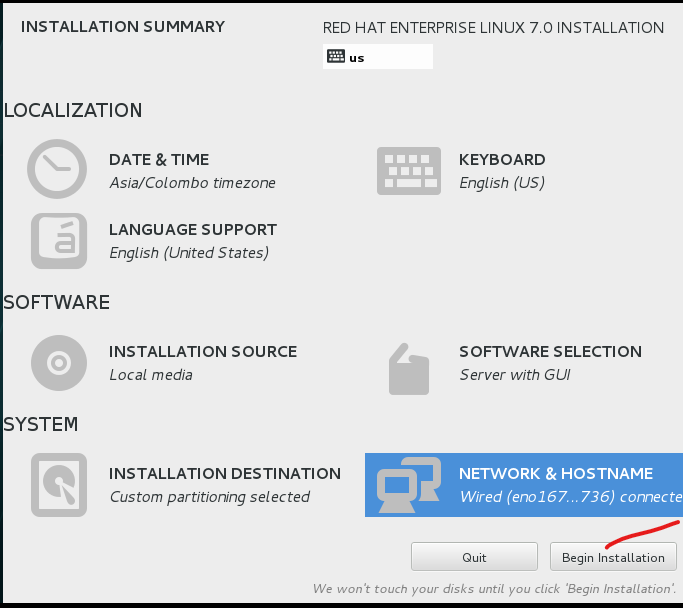 INSTALLATION SUMMARY
RED HAT ENTERPRISE LINUX 7.0 INSTALLATION
us
LOCALIZATION
DATE & TIME
Asia/Colombo timezone
KEYBOARD
English (US)
LANGUAGE SUPPORT
English (United States)
SOFTWARE
INSTALLATION SOURCE
Local media
SOFTWARE SELECTION
Server with GUI
SYSTEM
INSTALLATION DESTINATION
Custom partitioning selected
NETWORK & HOSTNAME
Wired (eno167...736) connecte
Quit
Begin Installation
We won't touch your disks until you click 'Begin Installation'.